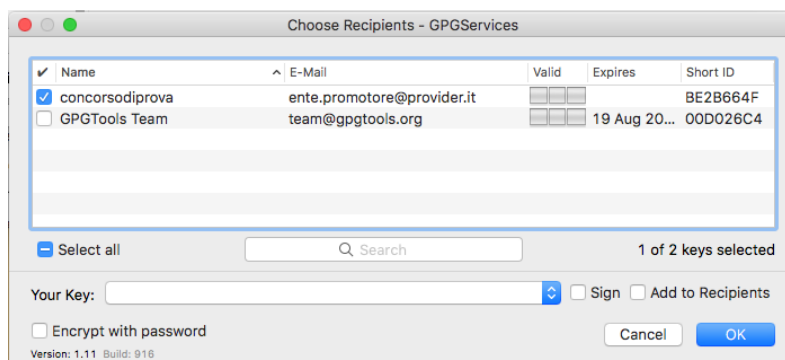 Choose Recipients - GPGServices
✔ Name E-Mail Valid Expires Short ID
concorsodiprova ente.promotore@provider.it BE2B664F
GPGTools Team team@gpgtools.org 19 Aug 20... 00D026C4
Select all Search 1 of 2 keys selected
Your Key: Sign Add to Recipients
Encrypt with password Cancel OK
Version: 1.11 Build: 916